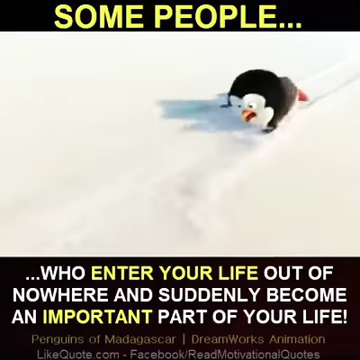 SOME PEOPLE...
...WHO ENTER YOUR LIFE OUT OF
NOWHERE AND SUDDENLY BECOME
AN IMPORTANT PART OF YOUR LIFE!
Penguins of Madagascar | DreamWorks Animation
LikeQuote.com - Facebook/ReadMotivationalQuotes